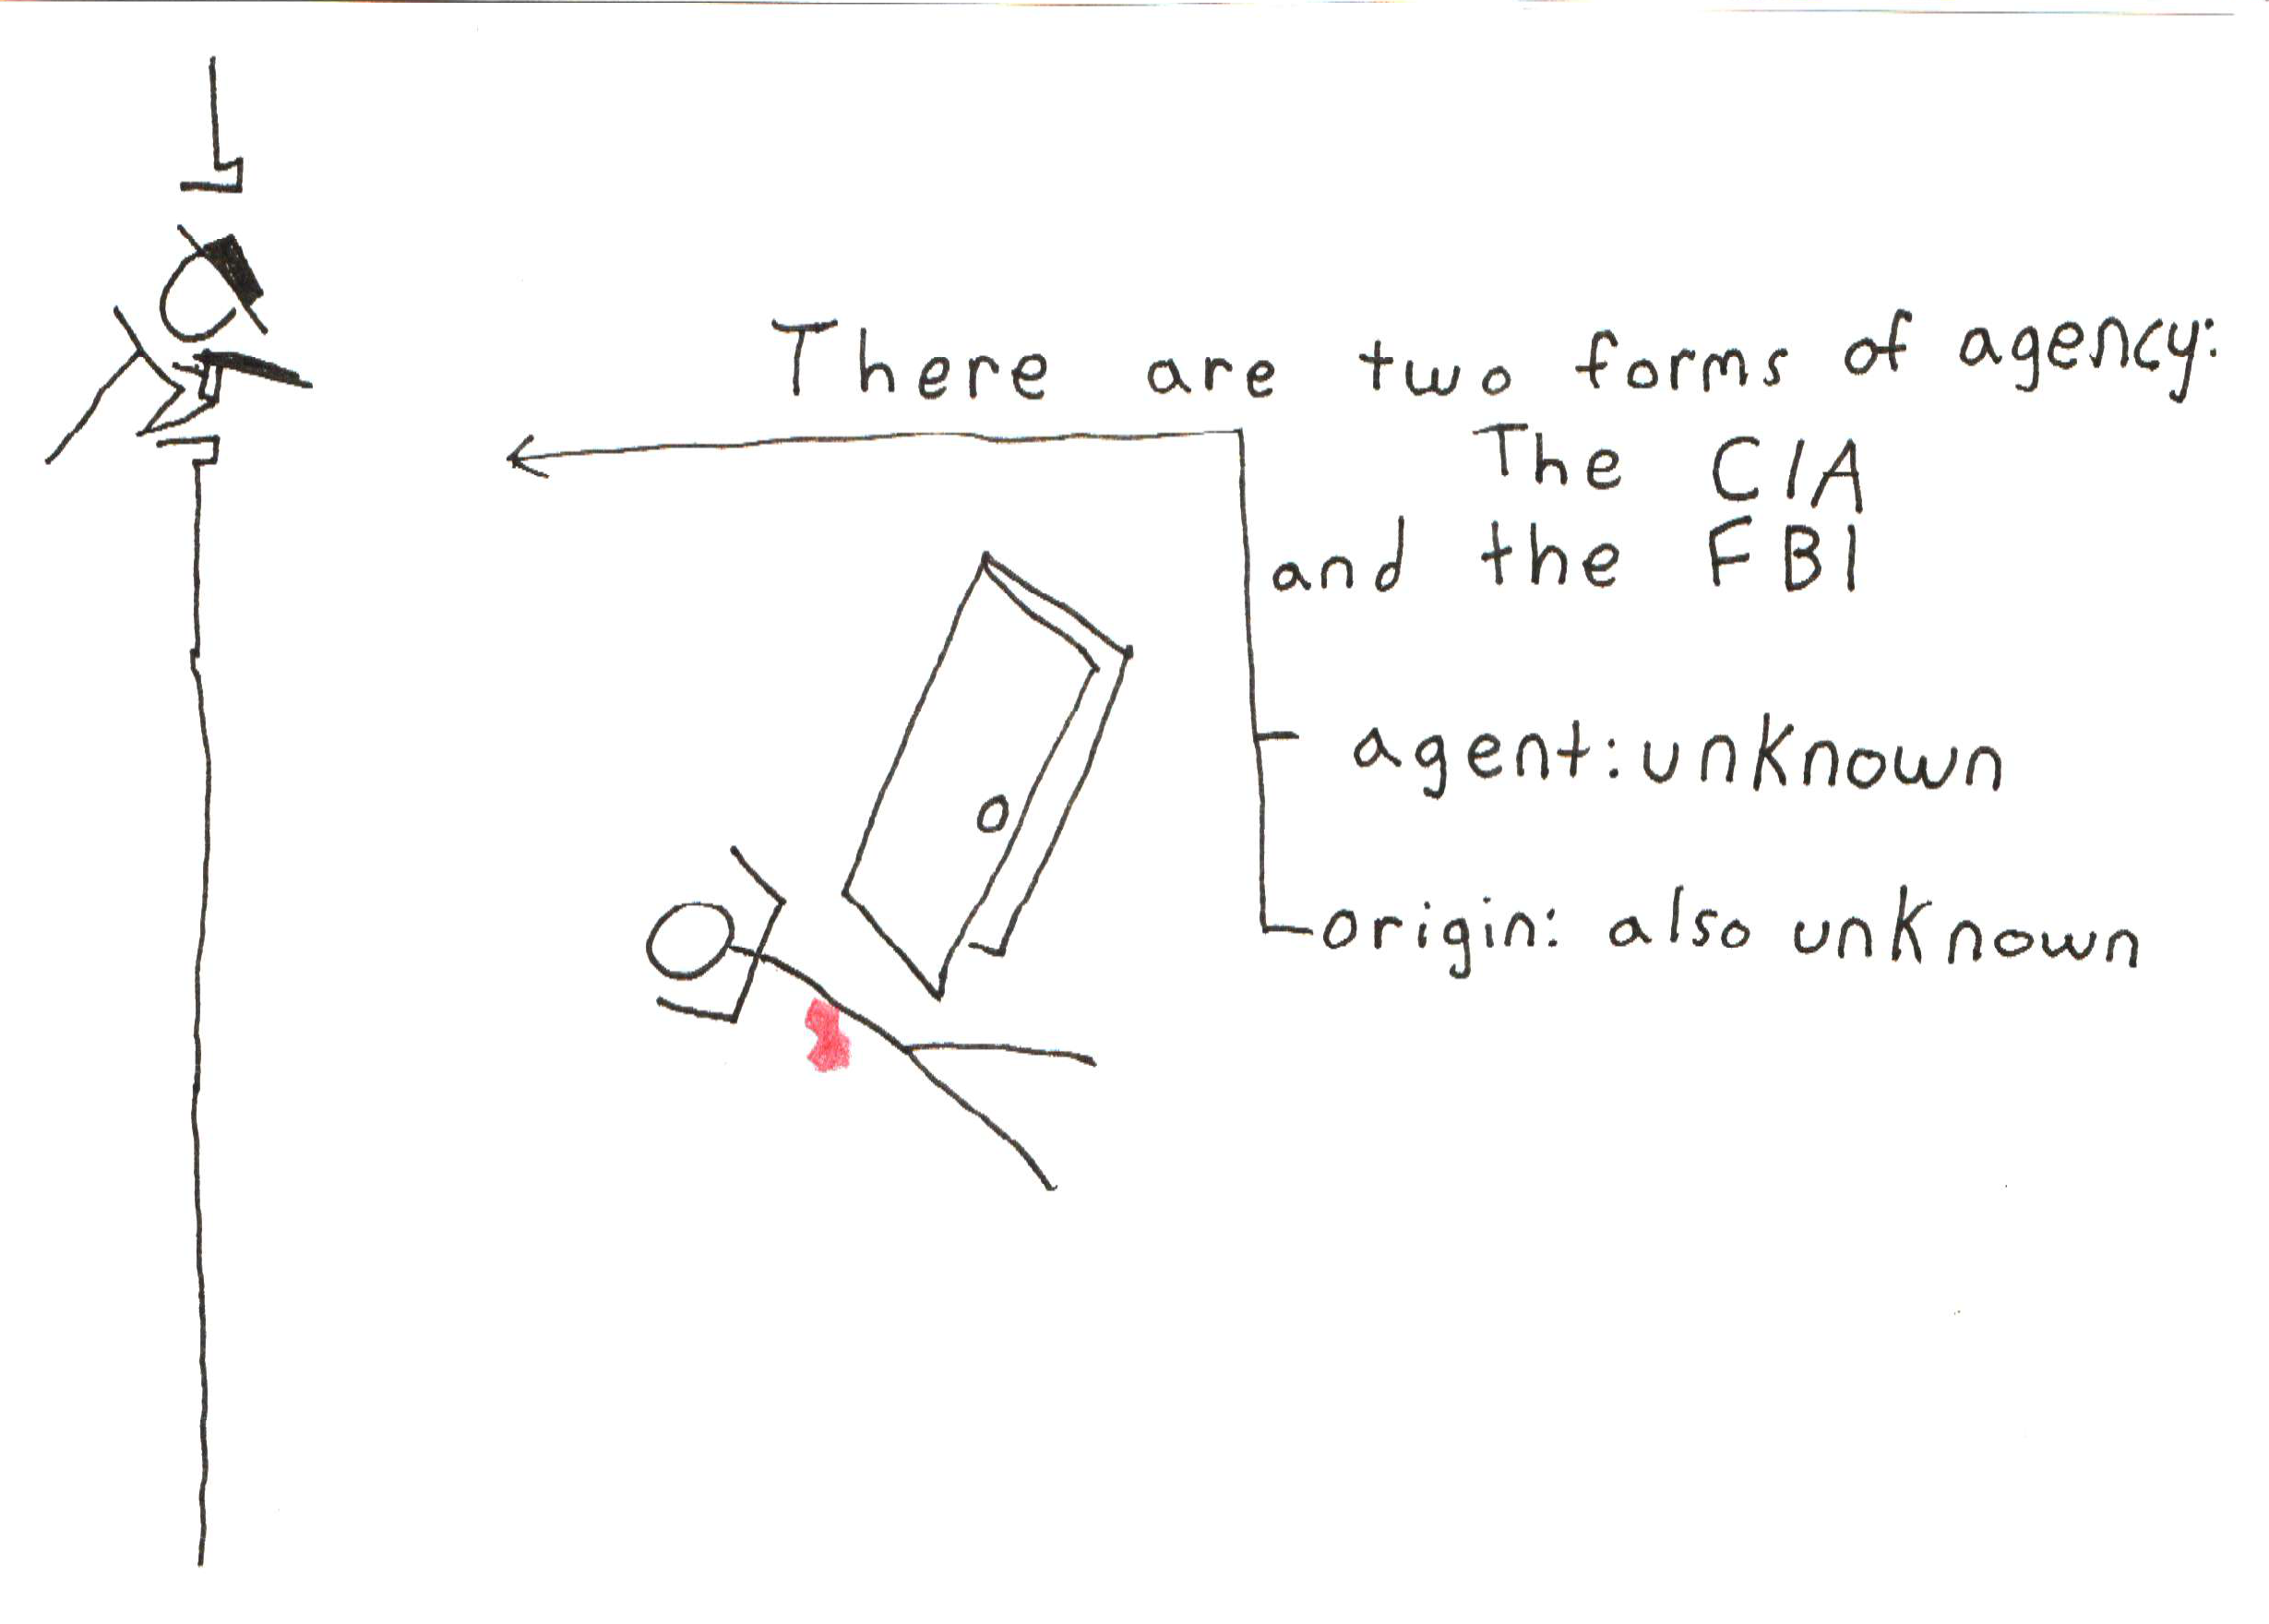 There are two forms of agency:
The CIA
and the FBI
agent: unknown
origin: also unknown